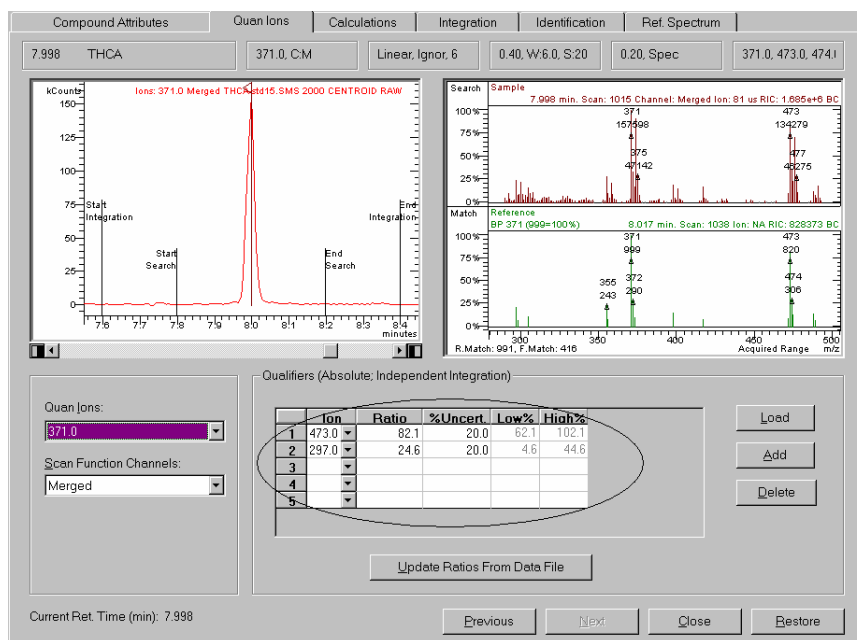 Compound Attributes Quan Ions Calculations Integration Identification Ref. Spectrum
7.998 THCA 371.0, C:M Linear, Ignor, 6 0.40, W:6.0, S:20 0.20, Spec 371.0, 473.0, 474.
kCounts Ions: 371.0 Merged THCA std15.SMS 2000 CENTROID RAW
150
125
100
75
50
25
0
Start
Integration
Start
Search
End
Search
End
Integration
7.6 7.7 7.8 7.9 8.0 8.1 8.2 8.3 8.4
minutes
Search Sample
7.998 min. Scan: 1015 Channel: Merged Ion: 81 us RIC: 1.685e+6 BC
100%
75%
50%
25%
0%
371
157598
375
47142
473
134279
477
45275
Match Reference
BP 371 (999=100%) 8.017 min. Scan: 1038 Ion: NA RIC: 828373 BC
100%
75%
50%
25%
0%
371
999
355
243
372
290
473
820
474
306
300 350 400 450 500
R.Match: 991, F.Match: 416 Acquired Range m/z
Quan Ions:
371.0
Scan Function Channels:
Merged
Qualifiers (Absolute; Independent Integration)
Ion Ratio %Uncert. Low% High%
1 473.0 82.1 20.0 62.1 102.1
2 297.0 24.6 20.0 4.6 44.6
3
4
5
Load
Add
Delete
Update Ratios From Data File
Current Ret. Time (min): 7.998
Previous Next Close Restore